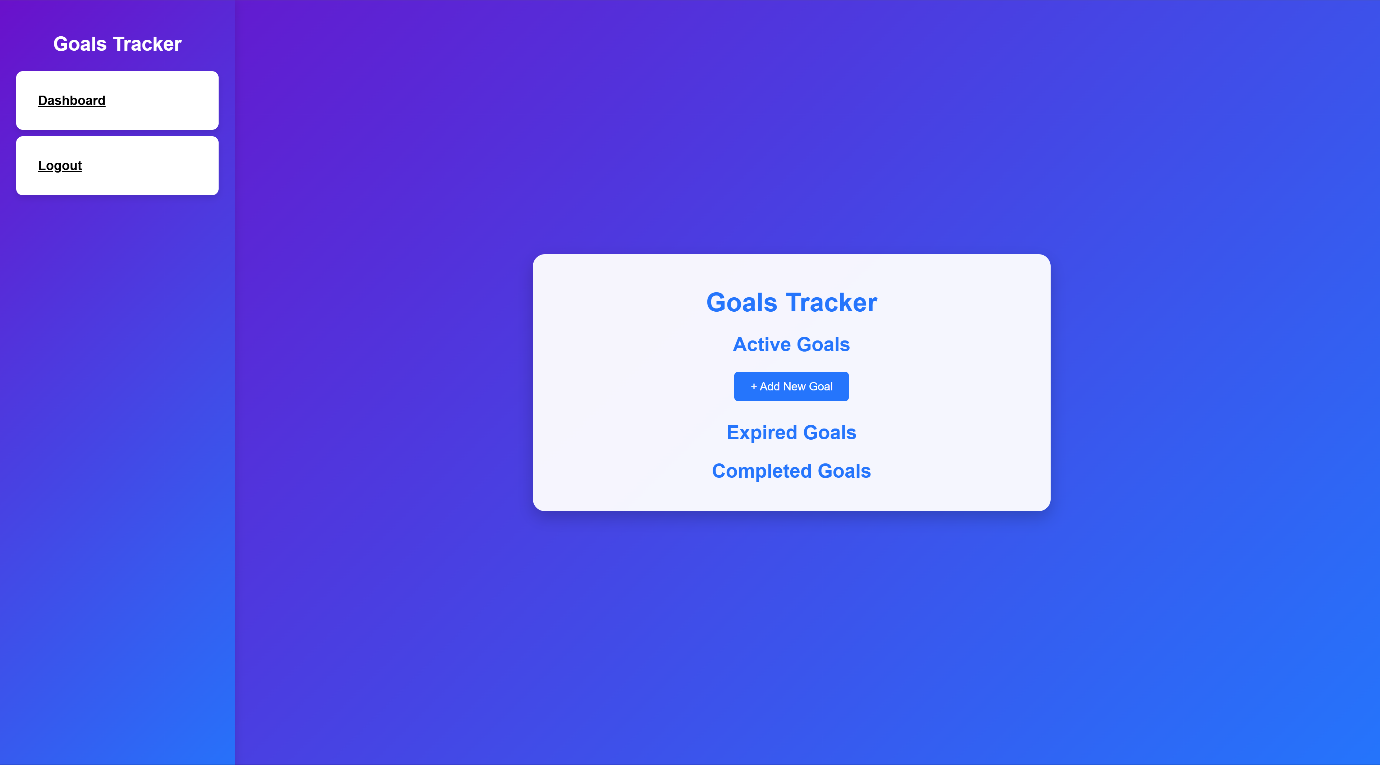 Goals Tracker
Dashboard
Logout
Goals Tracker
Active Goals
+ Add New Goal
Expired Goals
Completed Goals